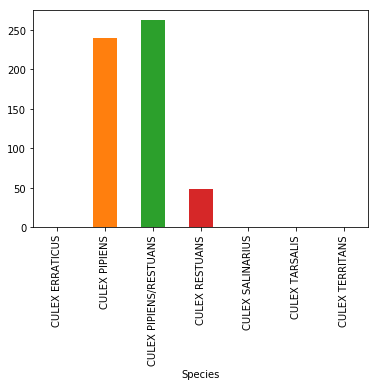 250
200
150
100
50
0
CULEX ERRATICUS
CULEX PIPIENS
CULEX PIPIENS/RESTUANS
CULEX RESTUANS
CULEX SALINARIUS
CULEX TARSALIS
CULEX TERRITANS
Species